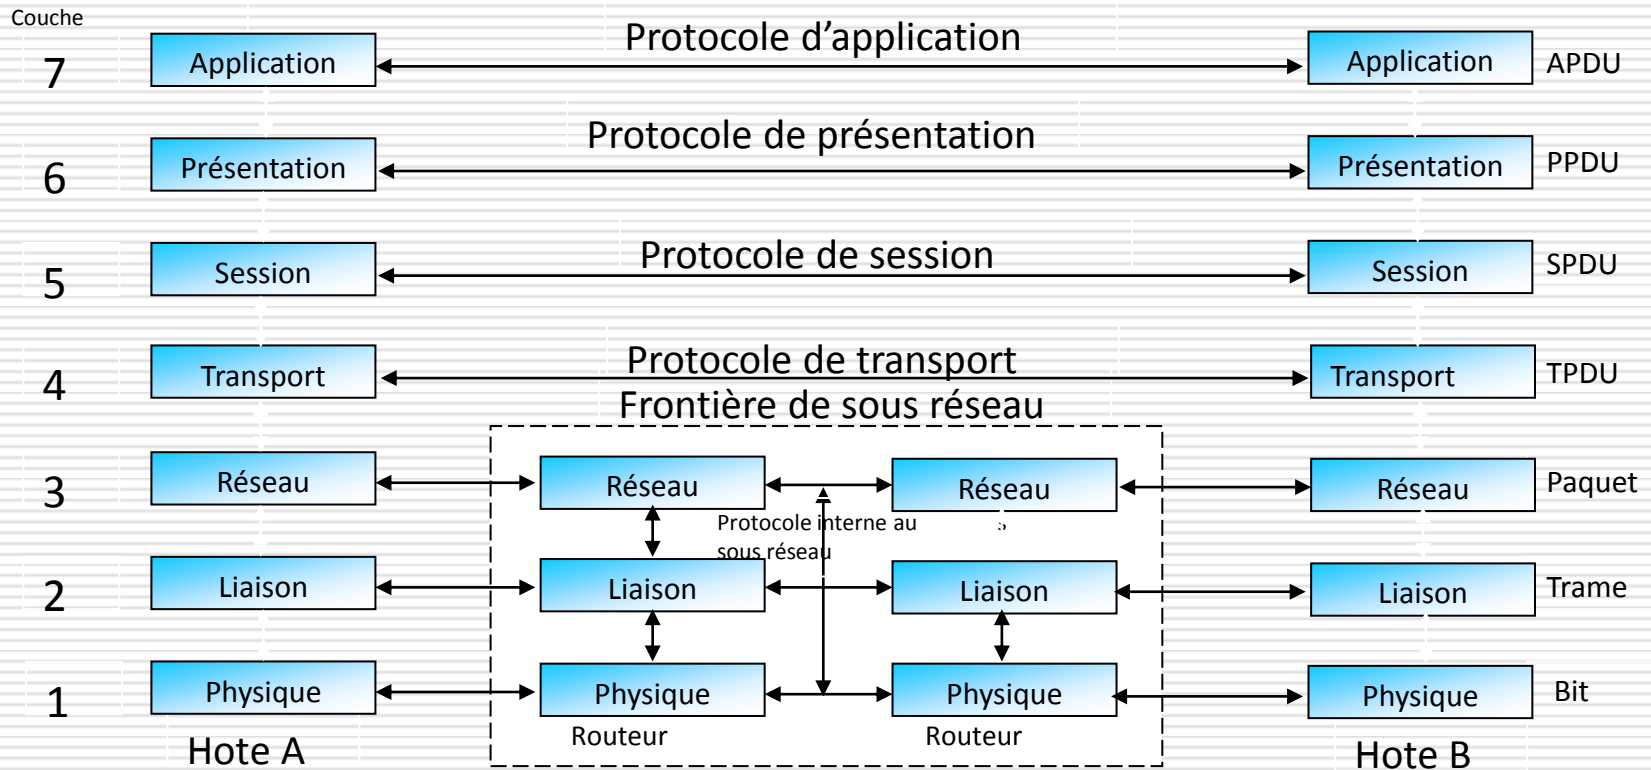 Couche
7
Application
Protocole d’application
Application
APDU
6
Présentation
Protocole de présentation
Présentation
PPDU
5
Session
Protocole de session
Session
SPDU
4
Transport
Protocole de transport
Transport
TPDU
Frontière de sous réseau
3
Réseau
Réseau
Réseau
Réseau
Paquet
Protocole interne au
sous réseau
2
Liaison
Liaison
Liaison
Liaison
Trame
1
Physique
Physique
Physique
Physique
Bit
Routeur
Routeur
Hote A
Hote B